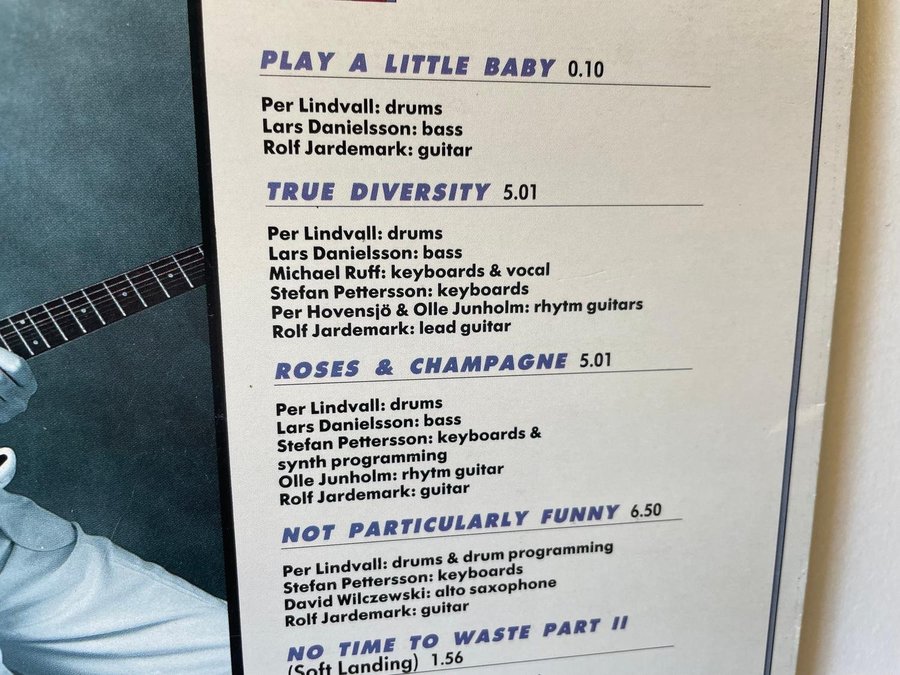 PLAY A LITTLE BABY 0.10
Per Lindvall: drums
Lars Danielsson: bass
Rolf Jardemark: guitar
TRUE DIVERSITY 5.01
Per Lindvall: drums
Lars Danielsson: bass
Michael Ruff: keyboards & vocal
Stefan Pettersson: keyboards
Per Hovensjö & Olle Junholm: rhytm guitars
Rolf Jardemark: lead guitar
ROSES & CHAMPAGNE 5.01
Per Lindvall: drums
Lars Danielsson: bass
Stefan Pettersson: keyboards &
synth programming
Olle Junholm: rhytm guitar
Rolf Jardemark: guitar
NOT PARTICULARLY FUNNY 6.50
Per Lindvall: drums & drum programming
Stefan Pettersson: keyboards
David Wilczewski: alto saxophone
Rolf Jardemark: guitar
NO TIME TO WASTE PART II
(Soft Landing) 1.56